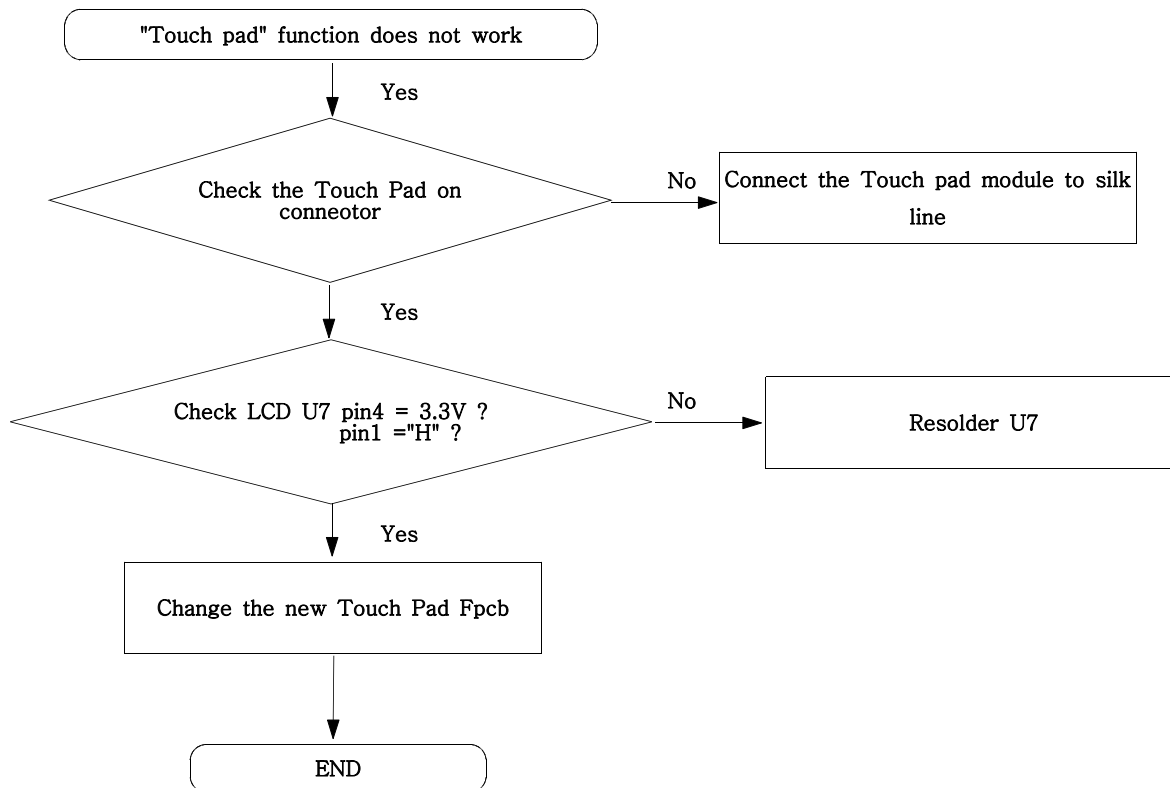 "Touch pad" function does not work
Yes
Check the Touch Pad on
conneotor
No
Connect the Touch pad module to silk
line
Yes
Check LCD U7 pin4 = 3.3V ?
pin1 ="H" ?
No
Resolder U7
Yes
Change the new Touch Pad Fpcb
END